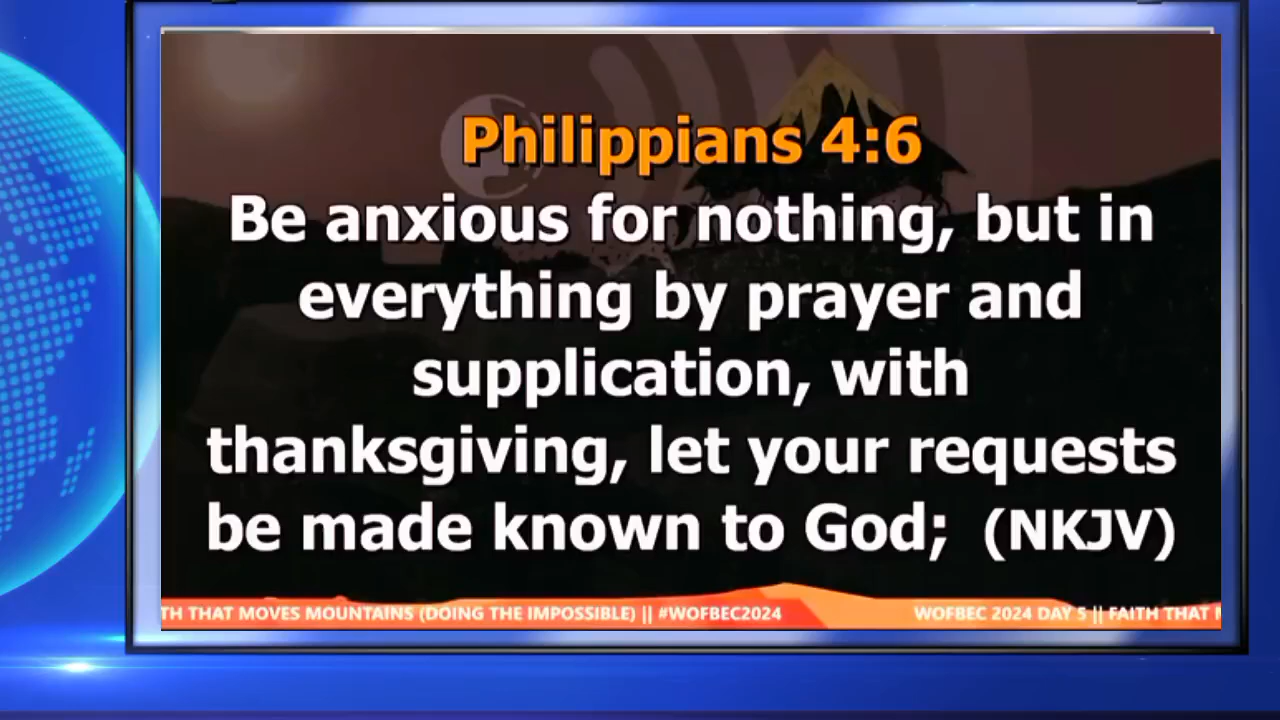 Philippians 4:6
Be anxious for nothing, but in
everything by prayer and
supplication, with
thanksgiving, let your requests
be made known to God; (NKJV)
TH THAT MOVES MOUNTAINS (DOING THE IMPOSSIBLE) || #WOFBEC2024 WOFBEC 2024 DAY 5 || FAITH THAT